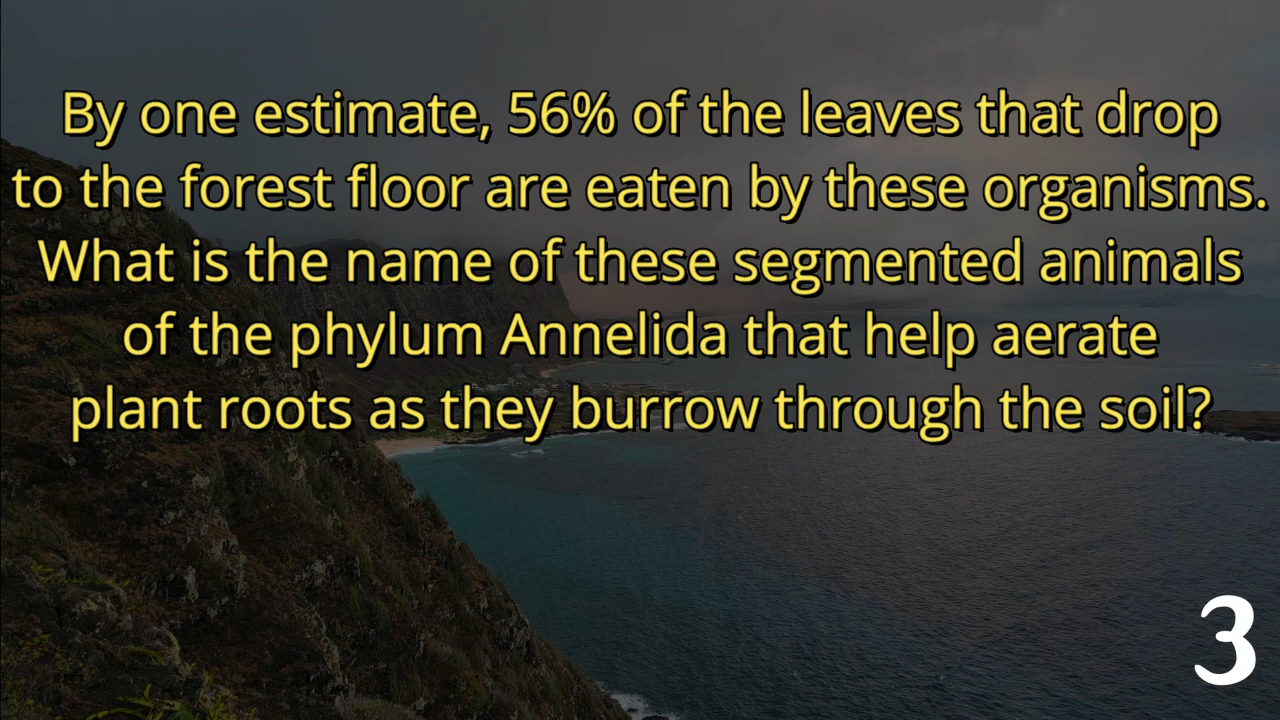 By one estimate, 56% of the leaves that drop
to the forest floor are eaten by these organisms.
What is the name of these segmented animals
of the phylum Annelida that help aerate
plant roots as they burrow through the soil?
3